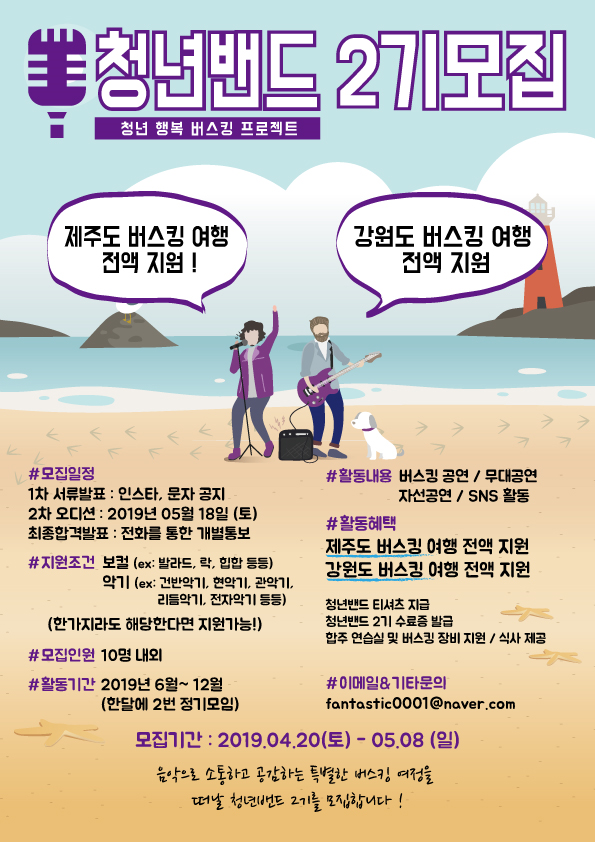 청년밴드 2기모집
청년 행복 버스킹 프로젝트
제주도 버스킹 여행
전액 지원 !
강원도 버스킹 여행
전액 지원
#모집일정
1차 서류발표 : 인스타, 문자 공지
2차 오디션 : 2019년 05월 18일 (토)
최종합격발표 : 전화를 통한 개별통보
#지원조건 보컬 (ex: 발라드, 락, 힙합 등등)
악기 (ex: 건반악기, 현악기, 관악기,
리듬악기, 전자악기 등등)
(한가지라도 해당한다면 지원가능!)
#모집인원 10명 내외
#활동기간 2019년 6월~ 12월
(한달에 2번 정기모임)
#활동내용 버스킹 공연 / 무대공연
자선공연 / SNS 활동
#활동혜택
제주도 버스킹 여행 전액 지원
강원도 버스킹 여행 전액 지원
청년밴드 티셔츠 지급
청년밴드 2기 수료증 발급
합주 연습실 및 버스킹 장비 지원 / 식사 제공
#이메일&기타문의
fantastic0001@naver.com
모집기간 : 2019.04.20(토) - 05.08 (일)
음악으로 소통하고 공감하는 특별한 버스킹 여정을
떠날 청년밴드 2기를 모집합니다 !